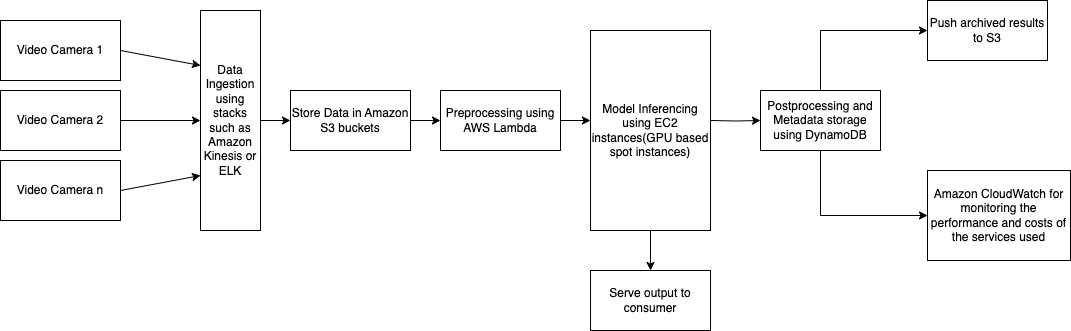 Video Camera 1
Video Camera 2
Video Camera n
Data
Ingestion
using
stacks
such as
Amazon
Kinesis or
ELK
Store Data in Amazon
S3 buckets
Preprocessing using
AWS Lambda
Model Inferencing
using EC2
instances(GPU based
spot instances)
Serve output to
consumer
Postprocessing and
Metadata storage
using DynamoDB
Push archived results
to S3
Amazon CloudWatch for
monitoring the
performance and costs of
the services used